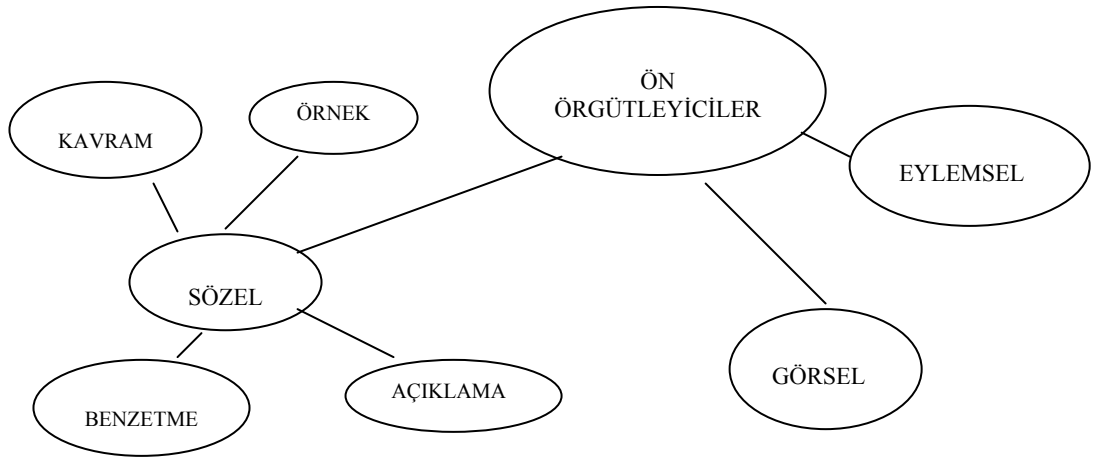 ÖN
ÖRGÜTLEYİCİLER
ÖRNEK
KAVRAM
EYLEMSEL
SÖZEL
GÖRSEL
AÇIKLAMA
BENZETME